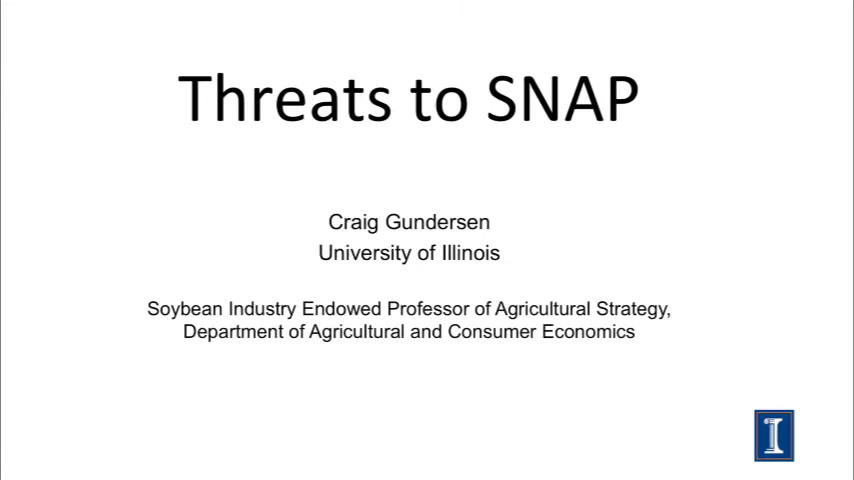 Threats to SNAP
Craig Gundersen
University of Illinois
Soybean Industry Endowed Professor of Agricultural Strategy,
Department of Agricultural and Consumer Economics
I